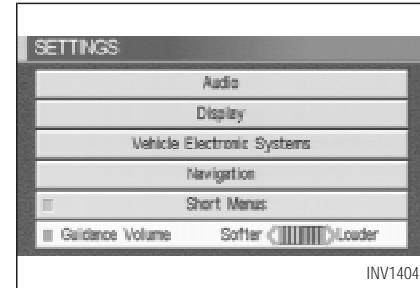 SETTINGS
Audio
Display
Vehicle Electronic Systems
Navigation
Short Menus
Guidance Volume Softer Louder
INV1404